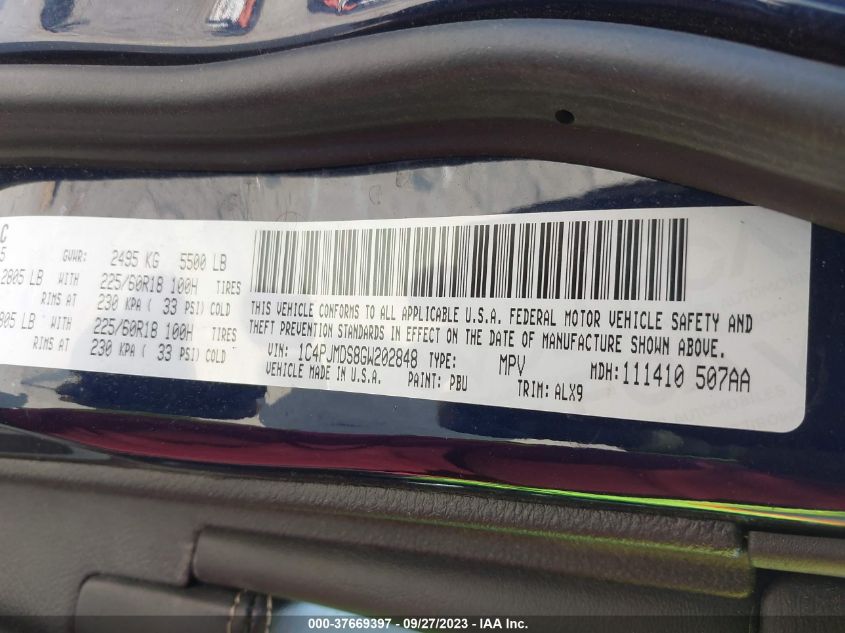 C
5
GVWR: 2495 KG 5500 LB
2805 LB WITH 225/60R18 100H TIRES
RIMS AT 230 KPA ( 33 PSI) COLD
805 LB WITH 225/60R18 100H TIRES
RIMS AT 230 KPA ( 33 PSI) COLD
THIS VEHICLE CONFORMS TO ALL APPLICABLE U.S.A. FEDERAL MOTOR VEHICLE SAFETY AND
THEFT PREVENTION STANDARDS IN EFFECT ON THE DATE OF MANUFACTURE SHOWN ABOVE.
VIN: 1C4PJMDS8GW202848 TYPE: MPV MDH:111410 507AA
VEHICLE MADE IN U.S.A. PAINT: PBU TRIM: ALX9
000-37669397 - 09/27/2023 - IAA Inc.